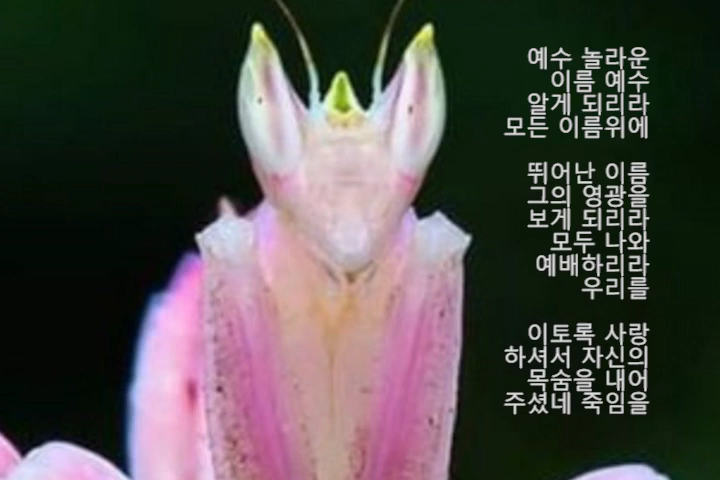 예수 놀라운
이름 예수
알게 되리라
모든 이름위에
뛰어난 이름
그의 영광을
보게 되리라
모두 나와
예배하리라
우리를
이토록 사랑
하셔서 자신의
목숨을 내어
주셨네 죽임을